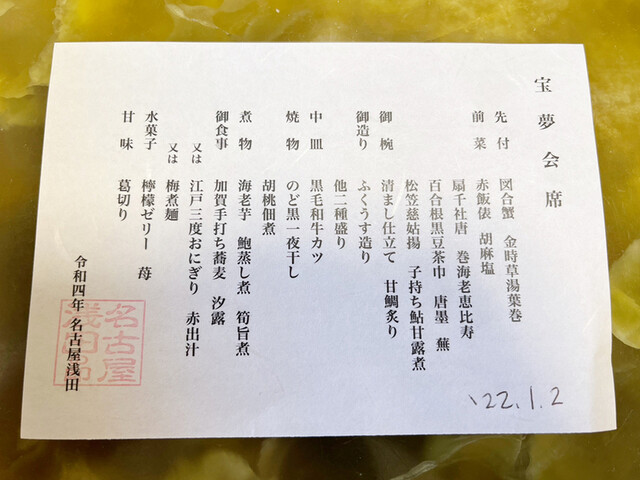 宝夢会席
先付 図合蟹 金時草湯葉巻
前菜 赤飯俵 胡麻塩
扇千社唐 巻海老恵比寿
百合根黒豆茶巾 唐墨 蕪
松笠慈姑揚 子持ち鮎甘露煮
御椀 清まし仕立て 甘鯛炙り
御造り ふくうす造り
他二種盛り
中皿 黒毛和牛カツ
焼物 のど黒一夜干し
胡桃佃煮
煮物 海老芋 鮑蒸し煮 筍旨煮
御食事 加賀手打ち蕎麦 汐露
又は 江戸三度おにぎり 赤出汁
又は 梅煮麺
水菓子 檸檬ゼリー 苺
甘味 葛切り
令和四年 名古屋浅田
名古屋
浅田
'22.1.2